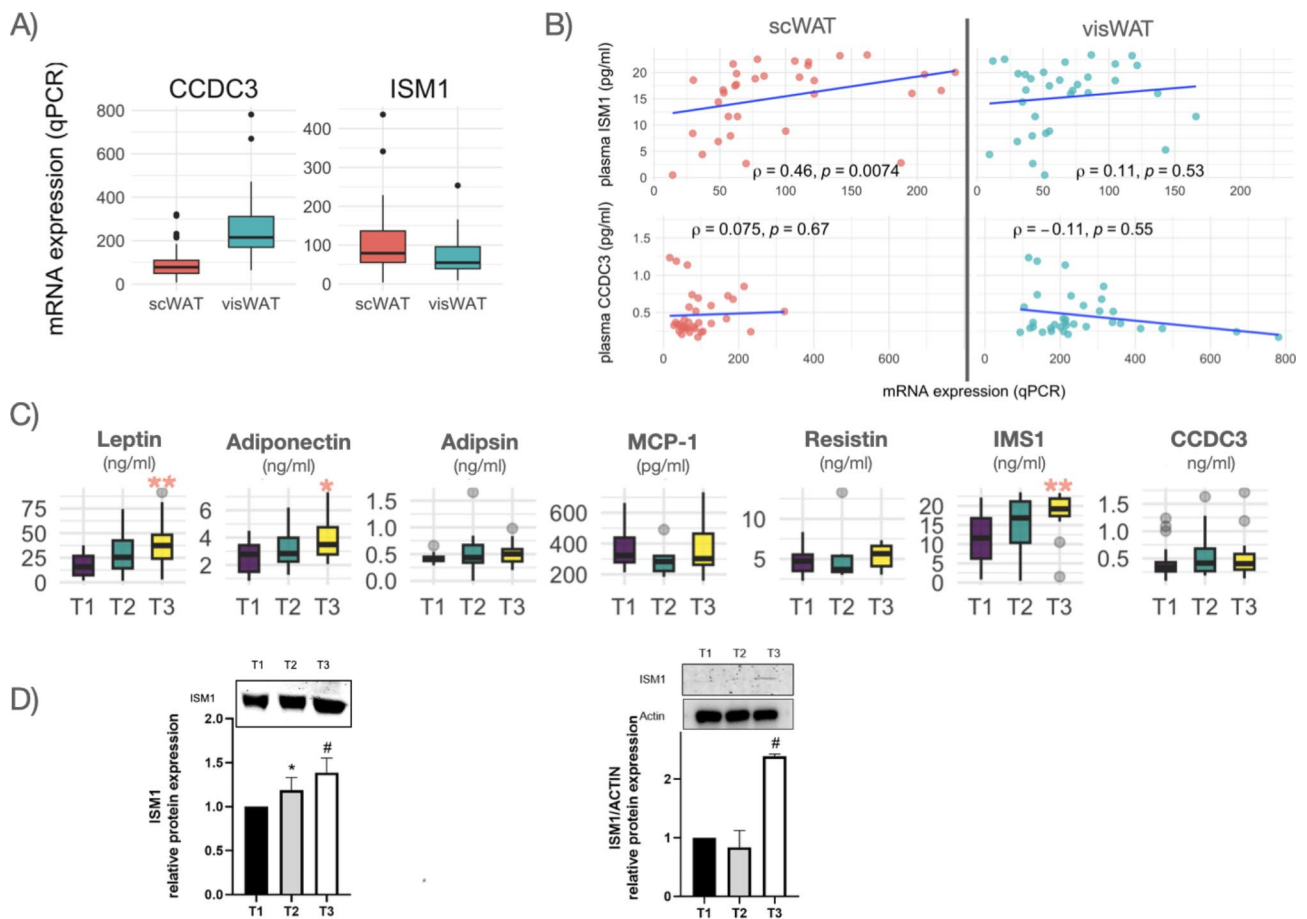 A)
CCDC3
ISM1
mRNA expression (qPCR)
800
600
400
200
0
scWAT
visWAT
400
300
200
100
0
scWAT
visWAT
B)
scWAT
visWAT
plasma ISM1 (pg/ml)
20
15
10
5
0
ρ = 0.46, p = 0.0074
ρ = 0.11, p = 0.53
0
50
100
150
200
0
50
100
150
200
plasma CCDC3 (pg/ml)
1.5
1.0
0.5
ρ = 0.075, p = 0.67
ρ = −0.11, p = 0.55
0
200
400
600
0
200
400
600
800
mRNA expression (qPCR)
C)
Leptin
(ng/ml)
**
75
50
25
0
T1 T2 T3
Adiponectin
(ng/ml)
*
6
4
2
T1 T2 T3
Adipsin
(ng/ml)
1.5
1.0
0.5
0.0
T1 T2 T3
MCP-1
(pg/ml)
600
400
200
T1 T2 T3
Resistin
(ng/ml)
10
5
T1 T2 T3
IMS1
(ng/ml)
**
20
15
10
5
0
T1 T2 T3
CCDC3
ng/ml)
1.5
1.0
0.5
T1 T2 T3
D)
T1 T2 T3
ISM1
ISM1
relative protein expression
2.0
1.5
1.0
0.5
0.0
*
#
T1 T2 T3
T1 T2 T3
ISM1
Actin
ISM1/ACTIN
relative protein expression
2
1
0
#
T1 T2 T3